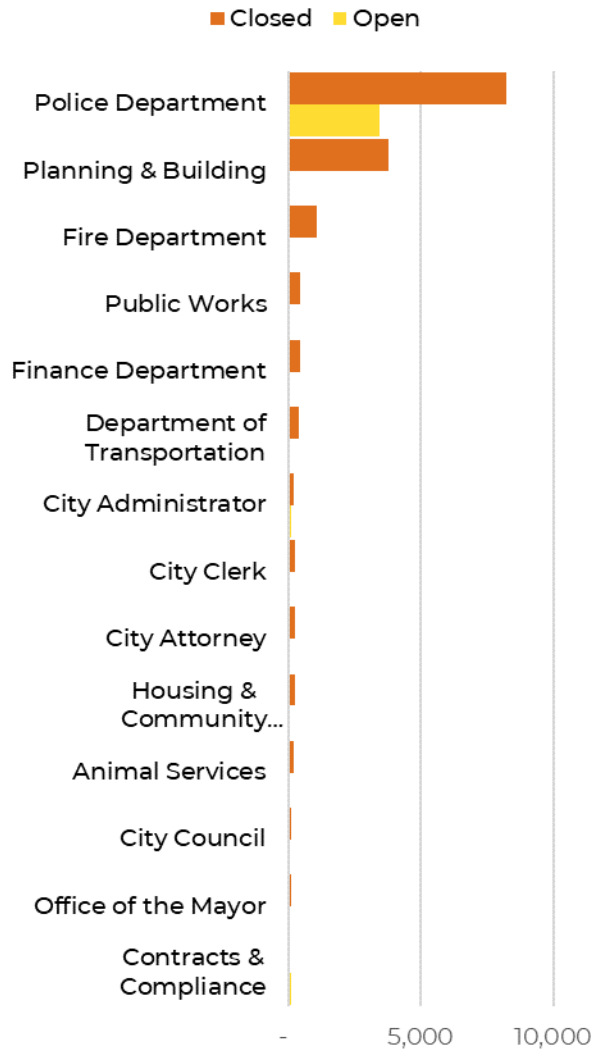 Closed Open
Police Department
Planning & Building
Fire Department
Public Works
Finance Department
Department of
Transportation
City Administrator
City Clerk
City Attorney
Housing &
Community...
Animal Services
City Council
Office of the Mayor
Contracts &
Compliance
- 5,000 10,000